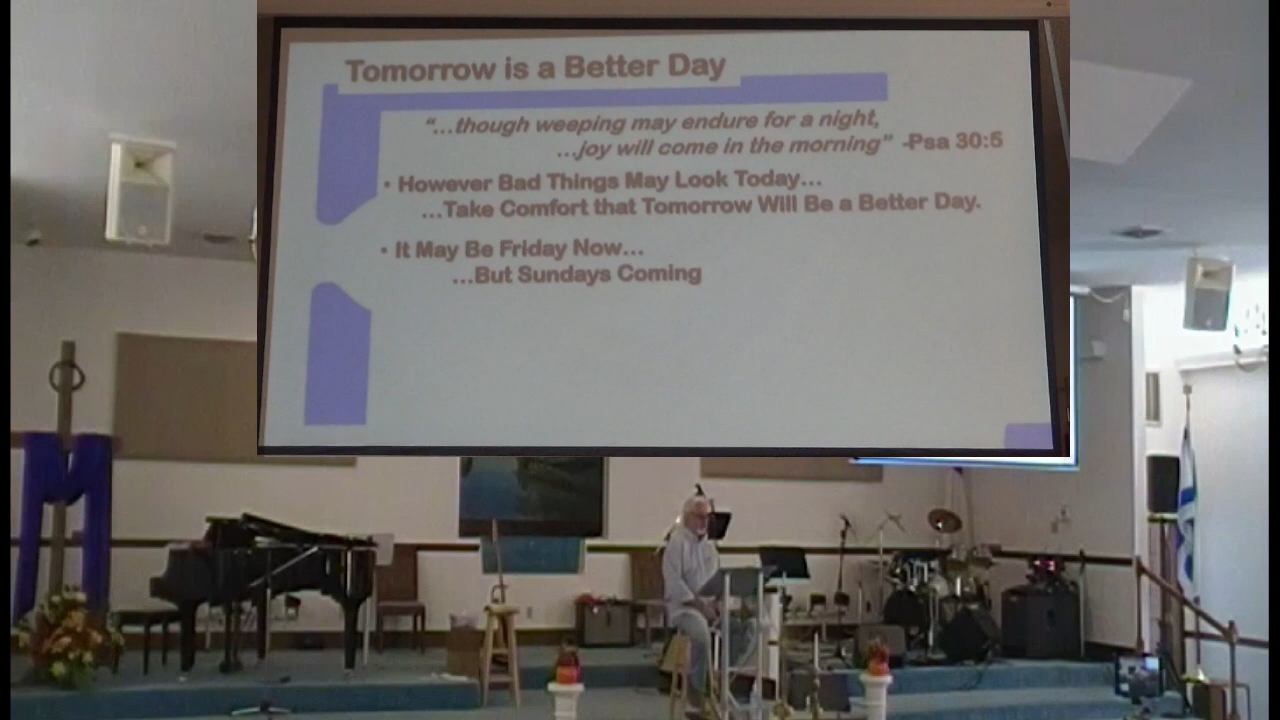 Tomorrow is a Better Day
“...though weeping may endure for a night,
...joy will come in the morning” -Psa 30:5
• However Bad Things May Look Today...
...Take Comfort that Tomorrow Will Be a Better Day.
• It May Be Friday Now...
...But Sundays Coming